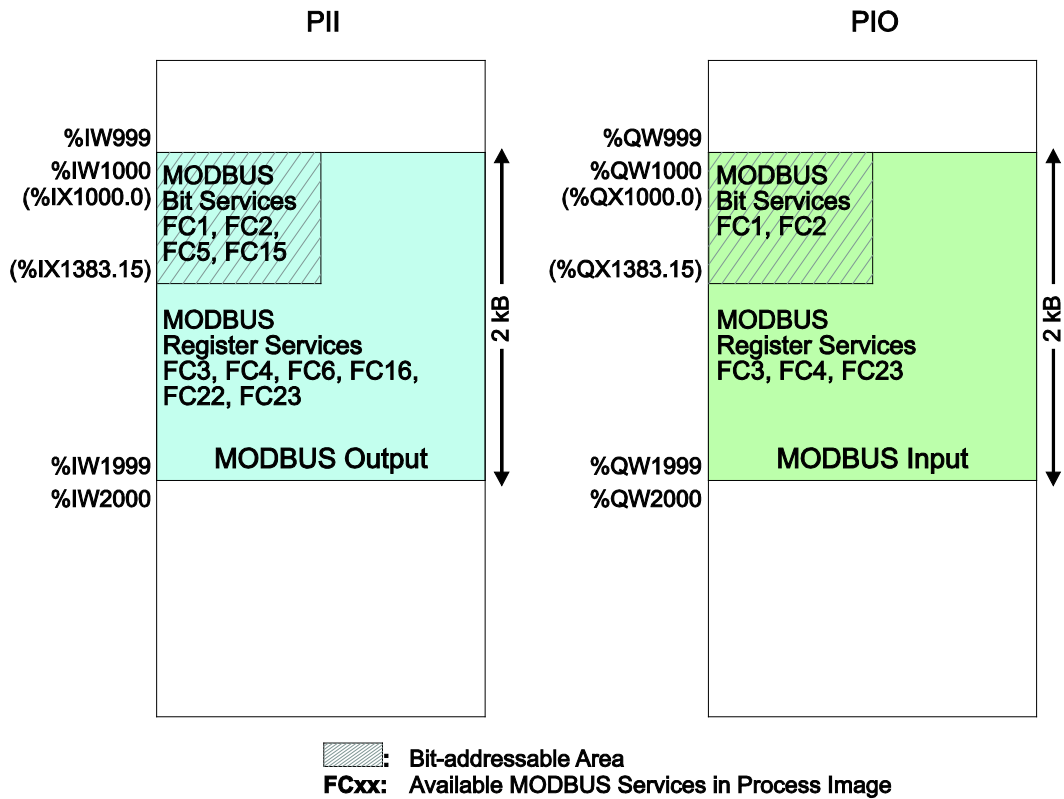 PII
%IW999
%IW1000
(%IX1000.0)
(%IX1383.15)
MODBUS
Bit Services
FC1, FC2,
FC5, FC15
MODBUS
Register Services
FC3, FC4, FC6, FC16,
FC22, FC23
MODBUS Output
%IW1999
%IW2000
2 kB
PIO
%QW999
%QW1000
(%QX1000.0)
(%QX1383.15)
MODBUS
Bit Services
FC1, FC2
MODBUS
Register Services
FC3, FC4, FC23
MODBUS Input
%QW1999
%QW2000
2 kB
: Bit-addressable Area
FCxx: Available MODBUS Services in Process Image